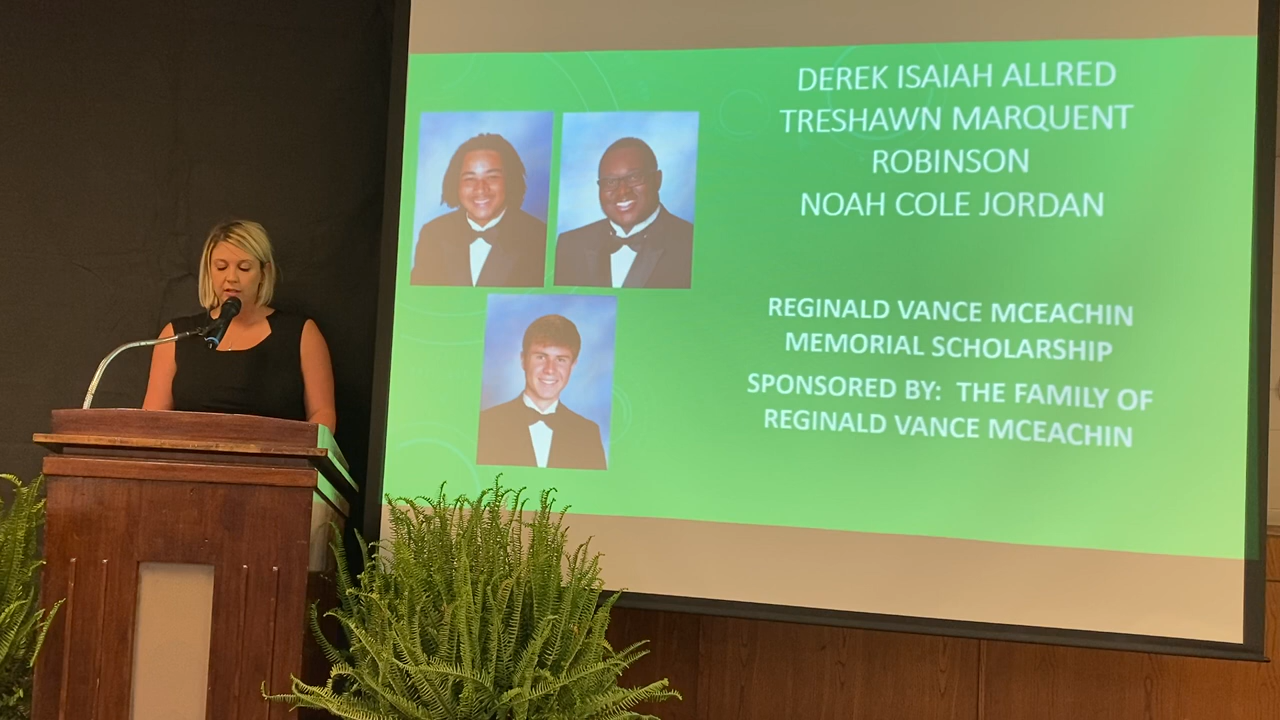 DEREK ISAIAH ALLRED
TRESHAWN MARQUENT
ROBINSON
NOAH COLE JORDAN
REGINALD VANCE MCEACHIN
MEMORIAL SCHOLARSHIP
SPONSORED BY: THE FAMILY OF
REGINALD VANCE MCEACHIN